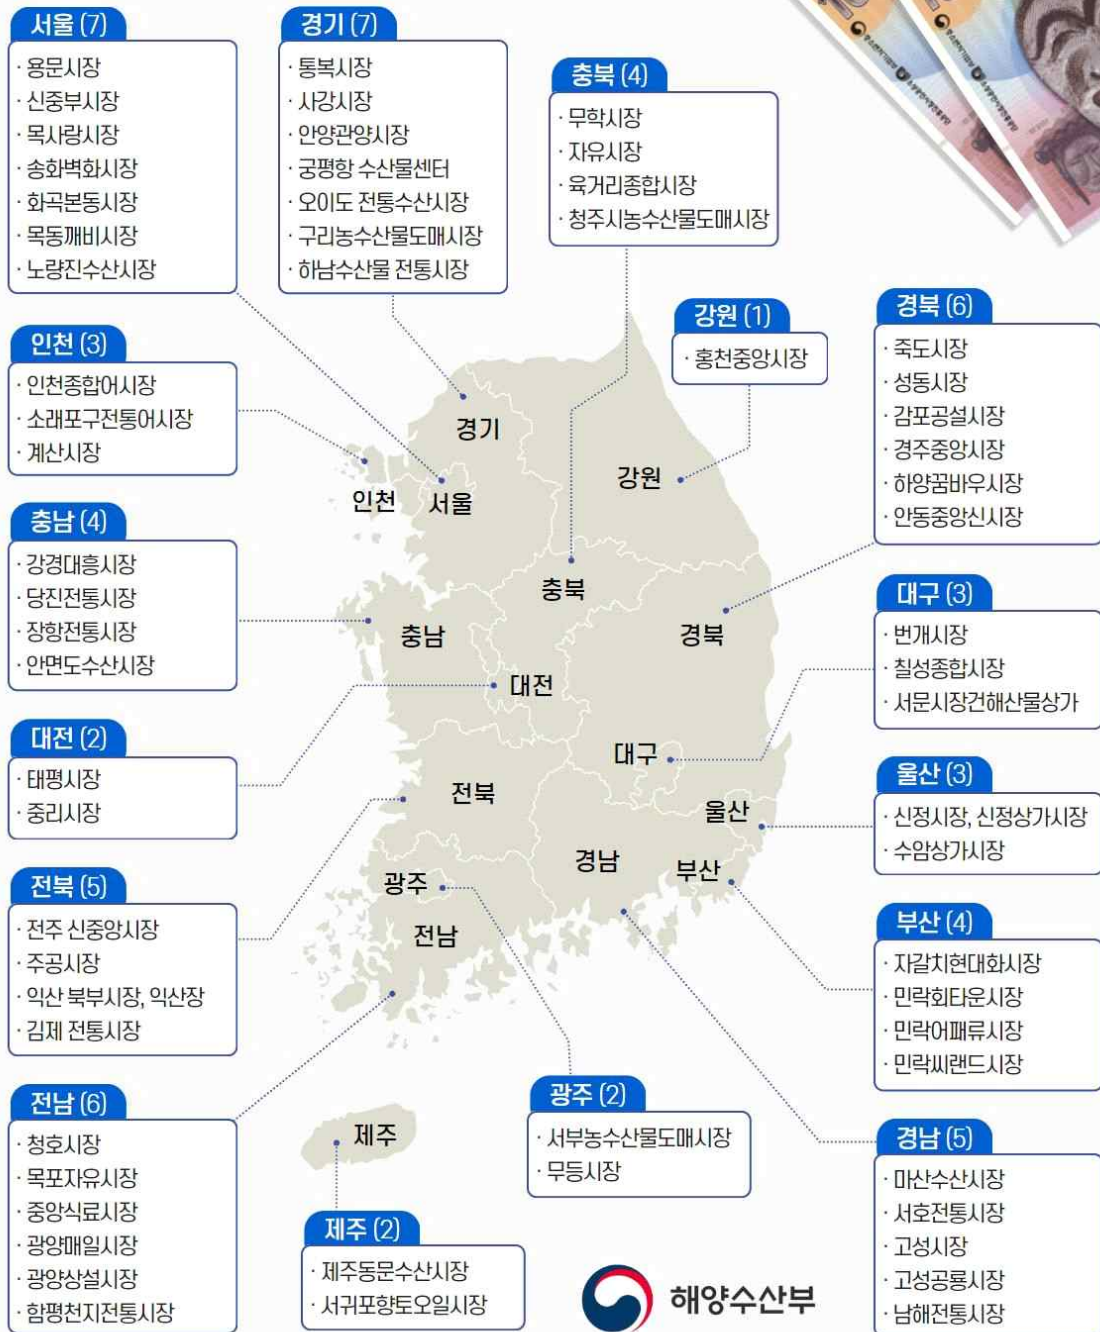 서울 (7)
· 용문시장
· 신중부시장
· 목사랑시장
· 송화벽화시장
· 화곡본동시장
· 목동깨비시장
· 노량진수산시장
경기 (7)
· 통복시장
· 사강시장
· 안양관양시장
· 궁평항 수산물센터
· 오이도 전통수산시장
· 구리농수산물도매시장
· 하남수산물 전통시장
충북 (4)
· 무학시장
· 자유시장
· 육거리종합시장
· 청주시농수산물도매시장
인천 (3)
· 인천종합어시장
· 소래포구전통어시장
· 계산시장
강원 (1)
· 홍천중앙시장
경북 (6)
· 죽도시장
· 성동시장
· 감포공설시장
· 경주중앙시장
· 하양꿈바우시장
· 안동중앙신시장
충남 (4)
· 강경대흥시장
· 당진전통시장
· 장항전통시장
· 안면도수산시장
대구 (3)
· 번개시장
· 칠성종합시장
· 서문시장건해산물상가
대전 (2)
· 태평시장
· 중리시장
울산 (3)
· 신정시장, 신정상가시장
· 수암상가시장
전북 (5)
· 전주 신중앙시장
· 주공시장
· 익산 북부시장, 익산장
· 김제 전통시장
부산 (4)
· 자갈치현대화시장
· 민락회타운시장
· 민락어패류시장
· 민락씨랜드시장
전남 (6)
· 청호시장
· 목포자유시장
· 중앙식료시장
· 광양매일시장
· 광양상설시장
· 함평천지전통시장
광주 (2)
· 서부농수산물도매시장
· 무등시장
경남 (5)
· 마산수산시장
· 서호전통시장
· 고성시장
· 고성공룡시장
· 남해전통시장
제주 (2)
· 제주동문수산시장
· 서귀포향토오일시장
경기
강원
인천
서울
충북
충남
경북
대전
대구
전북
울산
경남
부산
광주
전남
제주
해양수산부